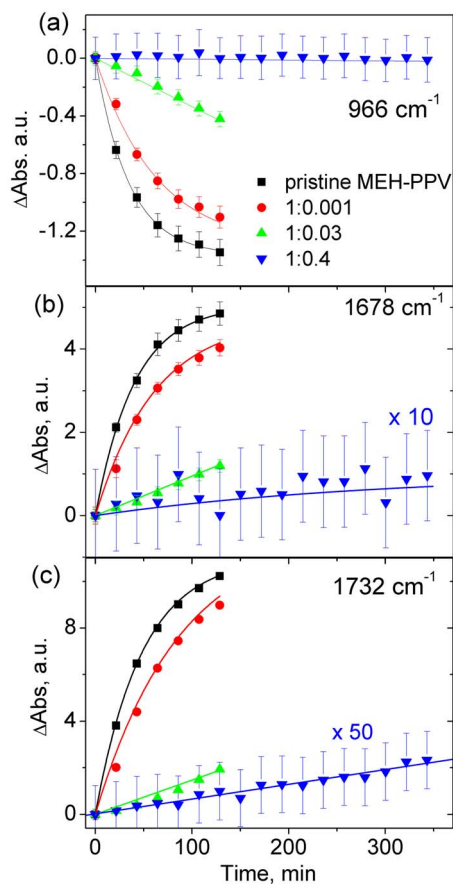 (a)
0.0
-0.4
-0.8
-1.2
ΔAbs. a.u.
966 cm⁻¹
pristine MEH-PPV
1:0.001
1:0.03
1:0.4
(b)
1678 cm⁻¹
4
2
0
ΔAbs, a.u.
x 10
(c)
1732 cm⁻¹
8
4
0
ΔAbs, a.u.
x 50
0 100 200 300
Time, min